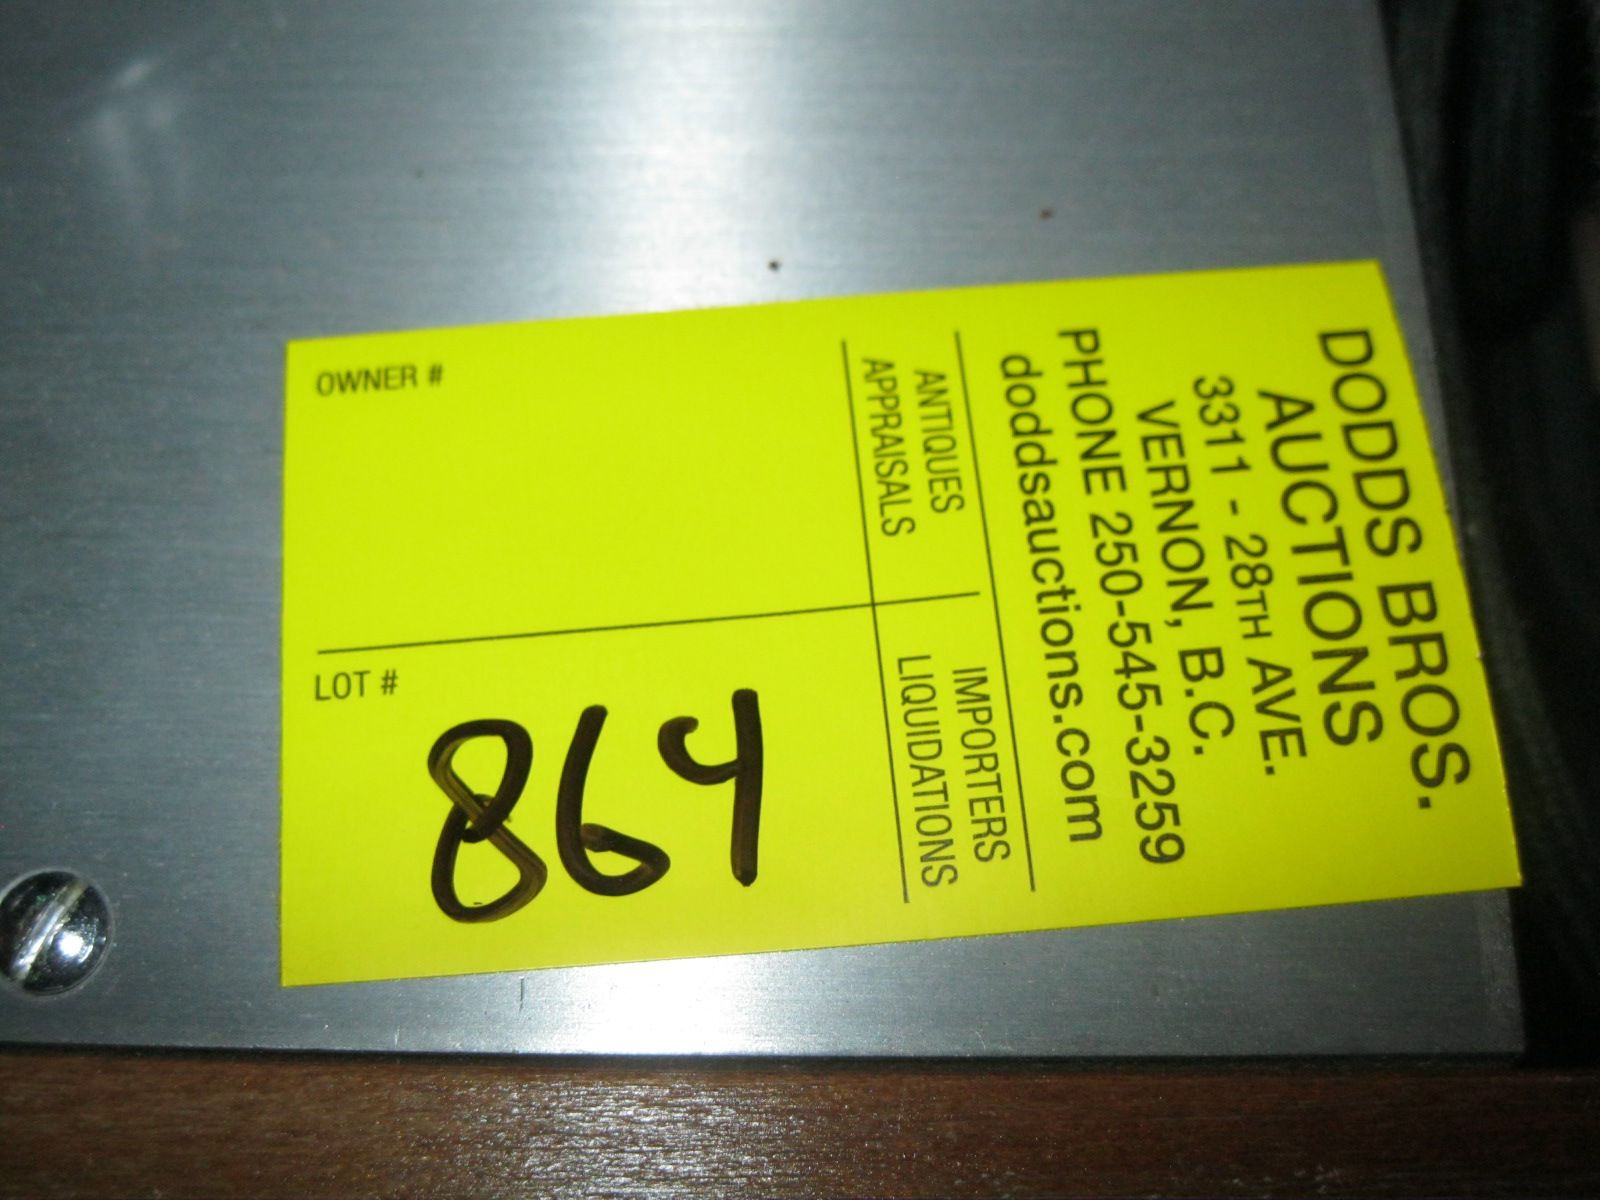 DODDS BROS.
AUCTIONS
3311 - 28TH AVE.
VERNON, B.C.
PHONE 250-545-3259
doddsauctions.com
ANTIQUES
APPRAISALS
IMPORTERS
LIQUIDATIONS
OWNER #
LOT #
864